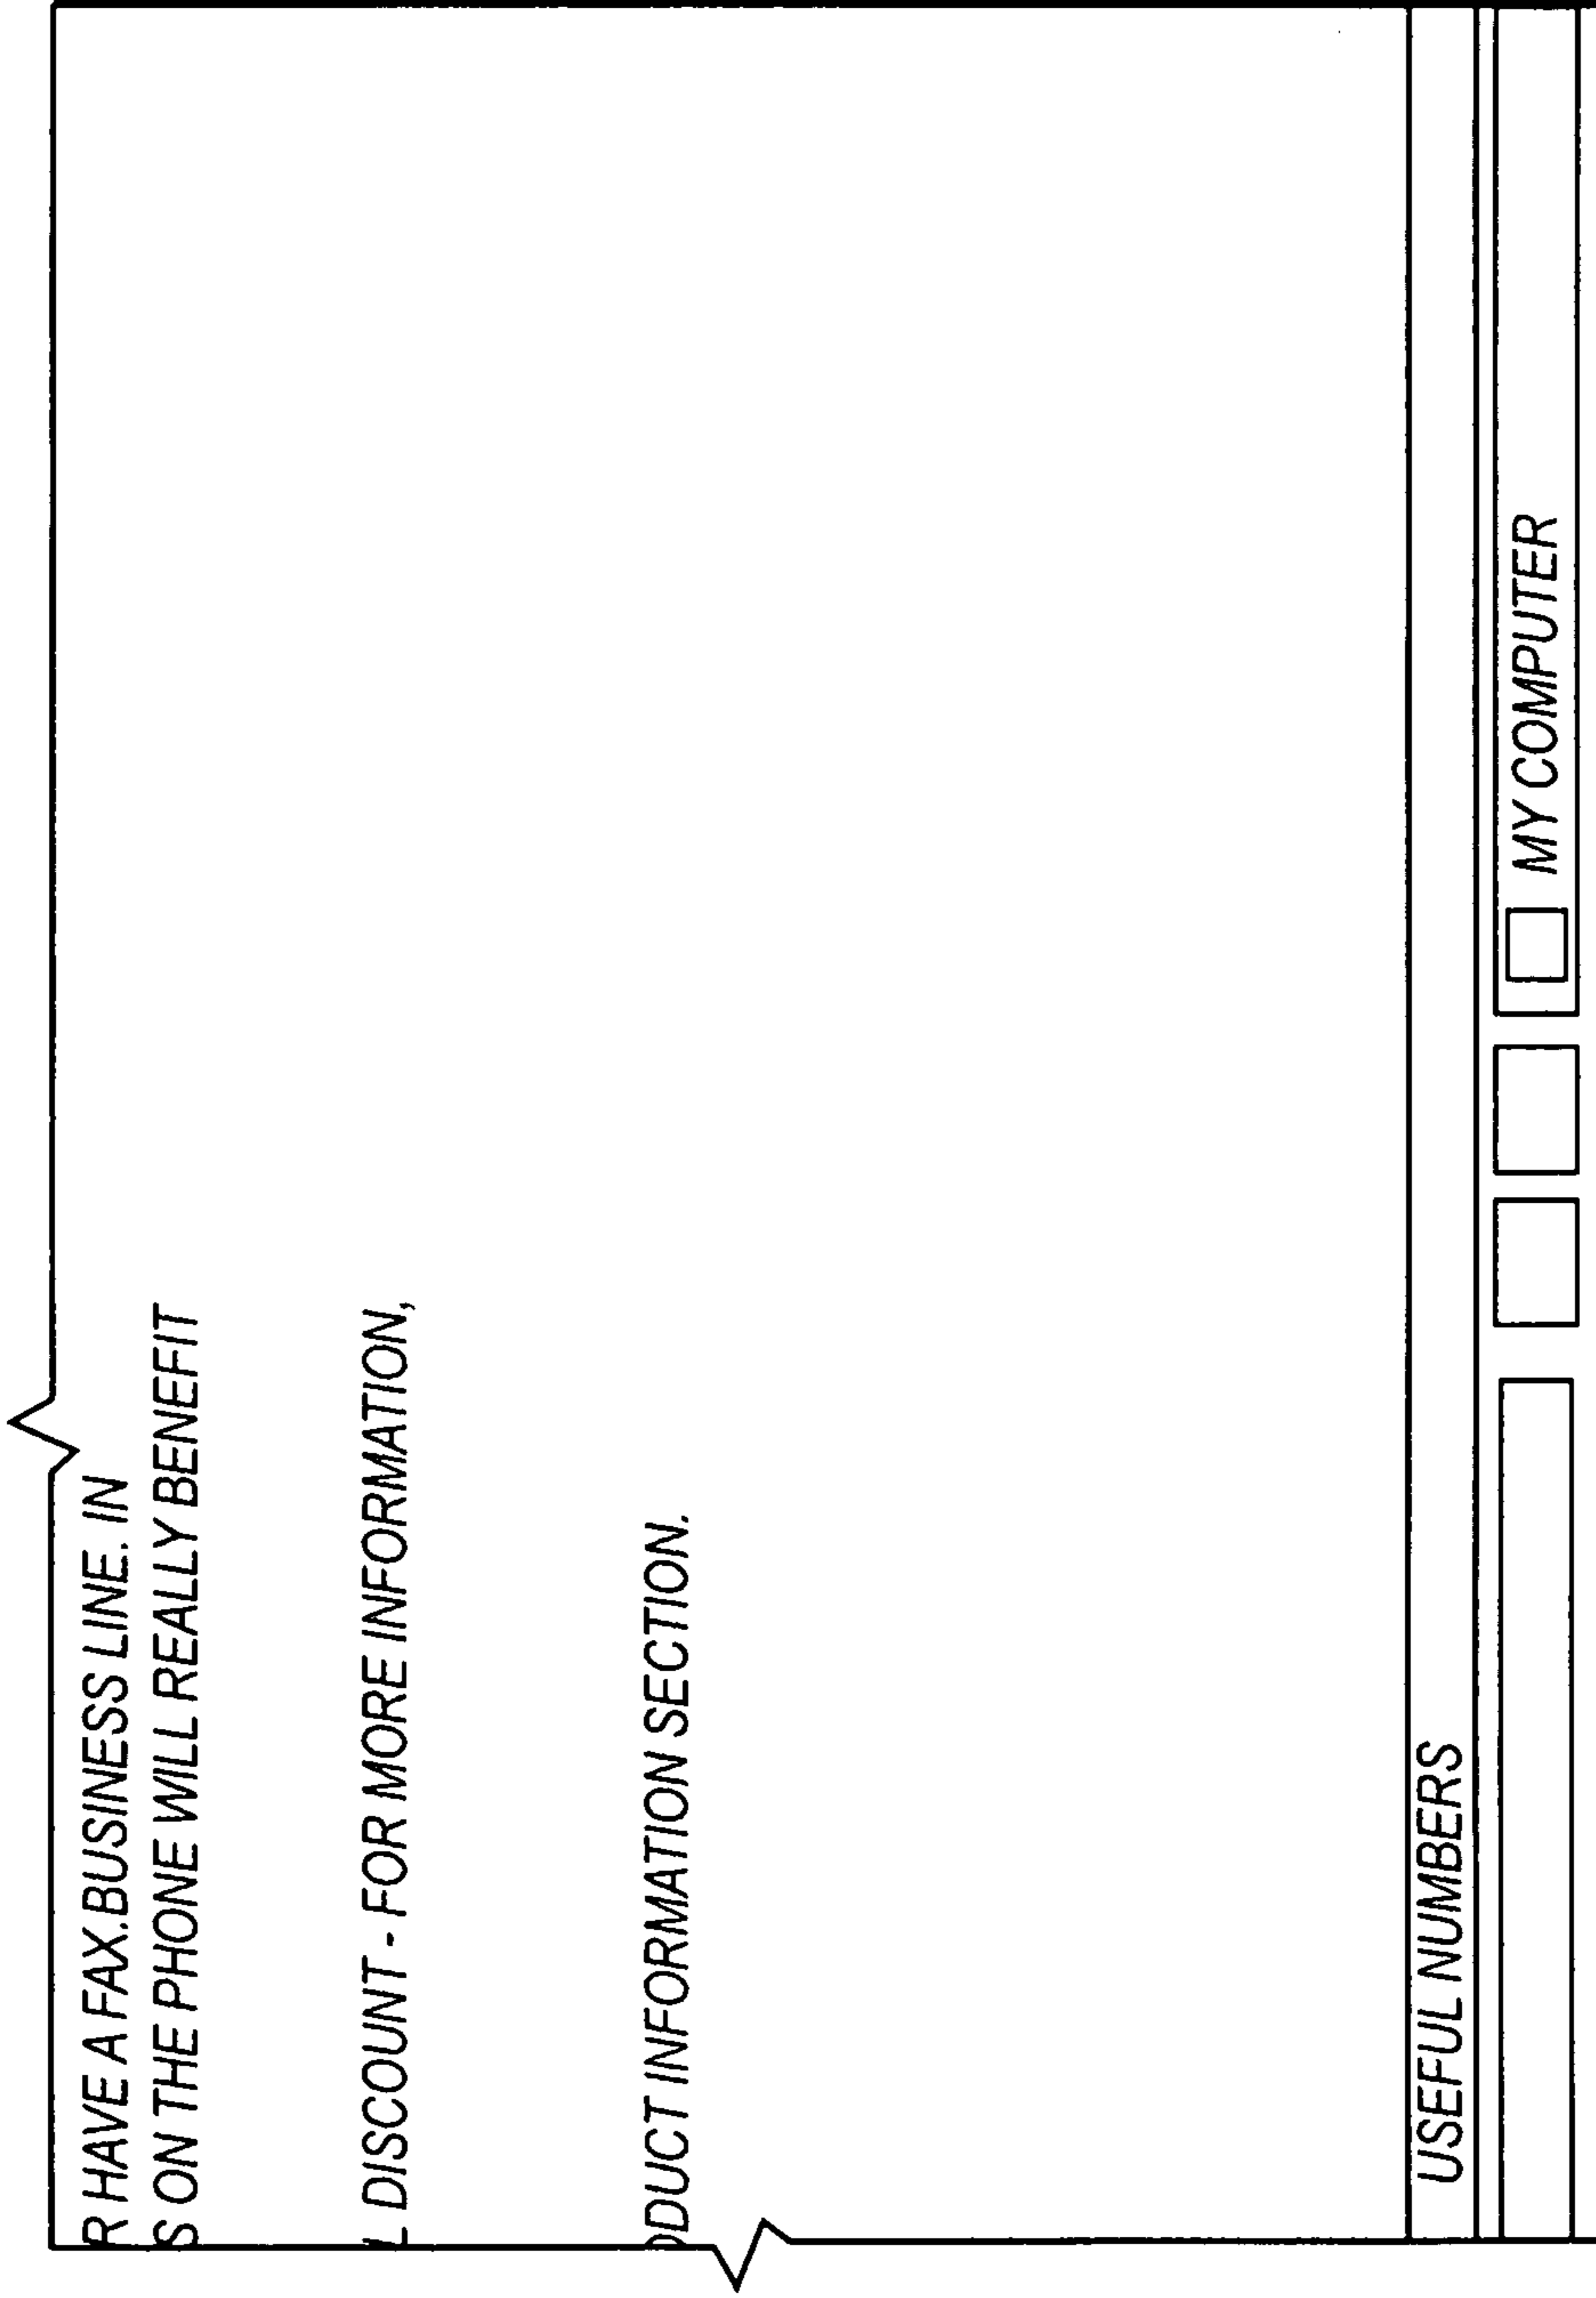 R HAVE A FAX.BUSINESS LINE. IN
S ON THE PHONE WILL REALLY BENEFIT
L DISCOUNT - FOR MORE INFORMATION,
ODUCT INFORMATION SECTION.
USEFUL NUMBERS
MY COMPUTER